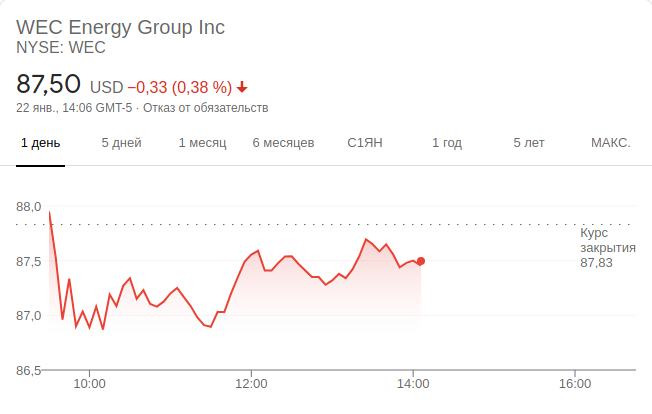 WEC Energy Group Inc
NYSE: WEC
87,50 USD −0,33 (0,38 %)
22 янв., 14:06 GMT-5 · Отказ от обязательств
1 день 5 дней 1 месяц 6 месяцев С1ЯН 1 год 5 лет МАКС.
88,0
Курс
закрытия
87,5
87,83
87,0
86,5
10:00 12:00 14:00 16:00